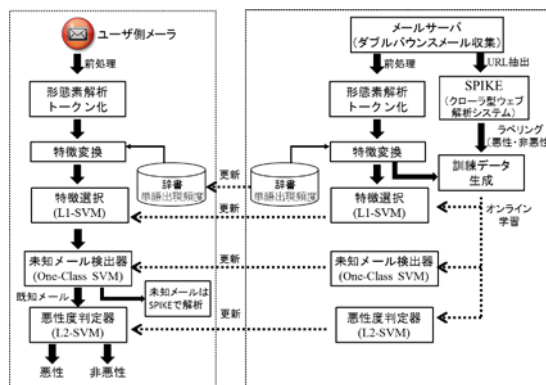 ユーザ側メーラ
前処理
形態素解析
トークン化
特徴変換
辞書
単語出現頻度
特徴選択
(L1-SVM)
未知メール検出器
(One-Class SVM)
既知メール
未知メールは
SPIKEで解析
悪性度判定器
(L2-SVM)
悪性
非悪性
更新
更新
更新
更新
メールサーバ
(ダブルバウンスメール収集)
前処理
URL抽出
形態素解析
トークン化
SPIKE
(クローラ型ウェブ
解析システム)
ラベリング
(悪性・非悪性)
特徴変換
訓練データ
生成
辞書
単語出現頻度
特徴選択
(L1-SVM)
オンライン
学習
未知メール検出器
(One-Class SVM)
悪性度判定器
(L2-SVM)